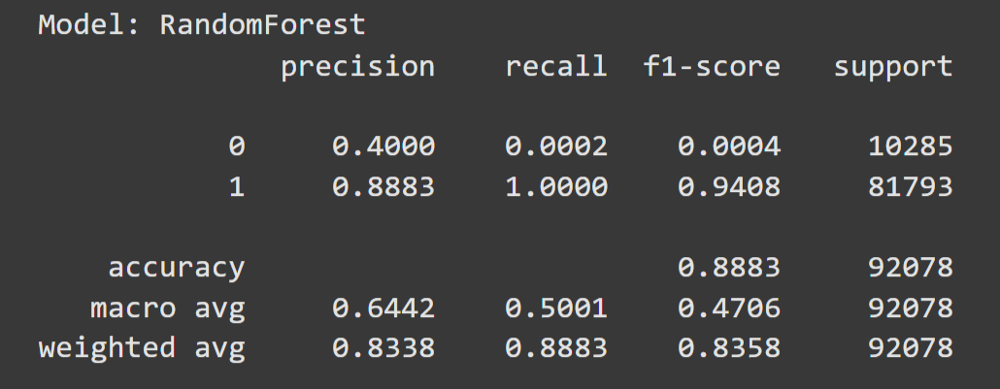 Model: RandomForest
precision recall f1-score support
0 0.4000 0.0002 0.0004 10285
1 0.8883 1.0000 0.9408 81793
accuracy 0.8883 92078
macro avg 0.6442 0.5001 0.4706 92078
weighted avg 0.8338 0.8883 0.8358 92078